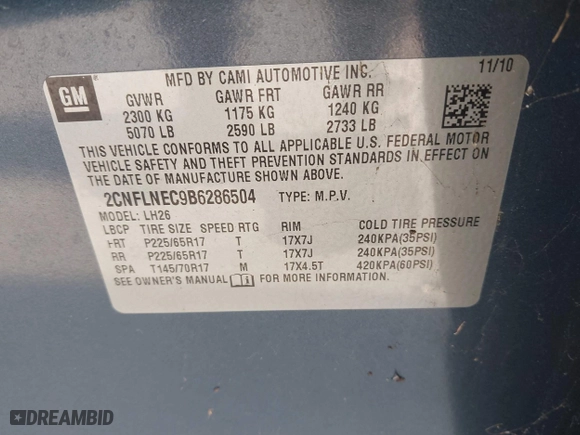 GM
MFD BY CAMI AUTOMOTIVE INC.
11/10
GVWR GAWR FRT GAWR RR
2300 KG 1175 KG 1240 KG
5070 LB 2590 LB 2733 LB
THIS VEHICLE CONFORMS TO ALL APPLICABLE U.S. FEDERAL MOTOR
VEHICLE SAFETY AND THEFT PREVENTION STANDARDS IN EFFECT ON
THE DATE OF MANUFACTURE SHOWN ABOVE.
2CNFLNEC9B6286504 TYPE: M.P.V.
MODEL: LH26
LBCP TIRE SIZE SPEED RTG RIM COLD TIRE PRESSURE
FRT P225/65R17 T 17X7J 240KPA(35PSI)
RR P225/65R17 T 17X7J 240KPA(35PSI)
SPA T145/70R17 M 17X4.5T 420KPA(60PSI)
SEE OWNER'S MANUAL FOR MORE INFORMATION.
DREAMBID